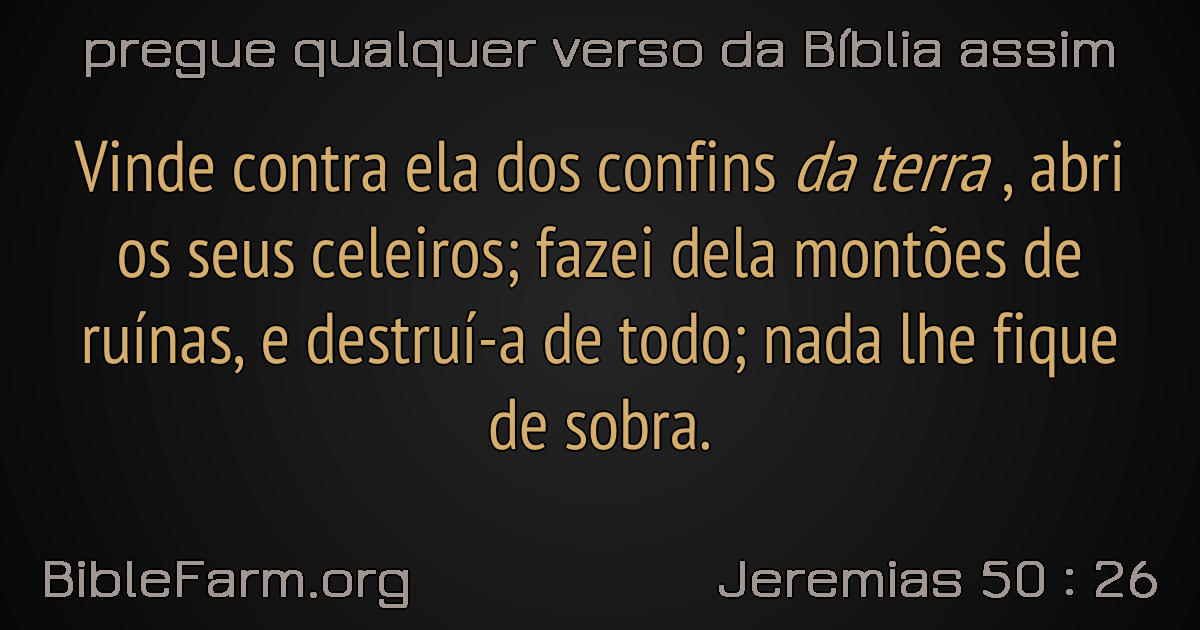 pregue qualquer verso da Bíblia assim
Vinde contra ela dos confins da terra , abri
os seus celeiros; fazei dela montões de
ruínas, e destruí-a de todo; nada lhe fique
de sobra.
BibleFarm.org
Jeremias 50 : 26